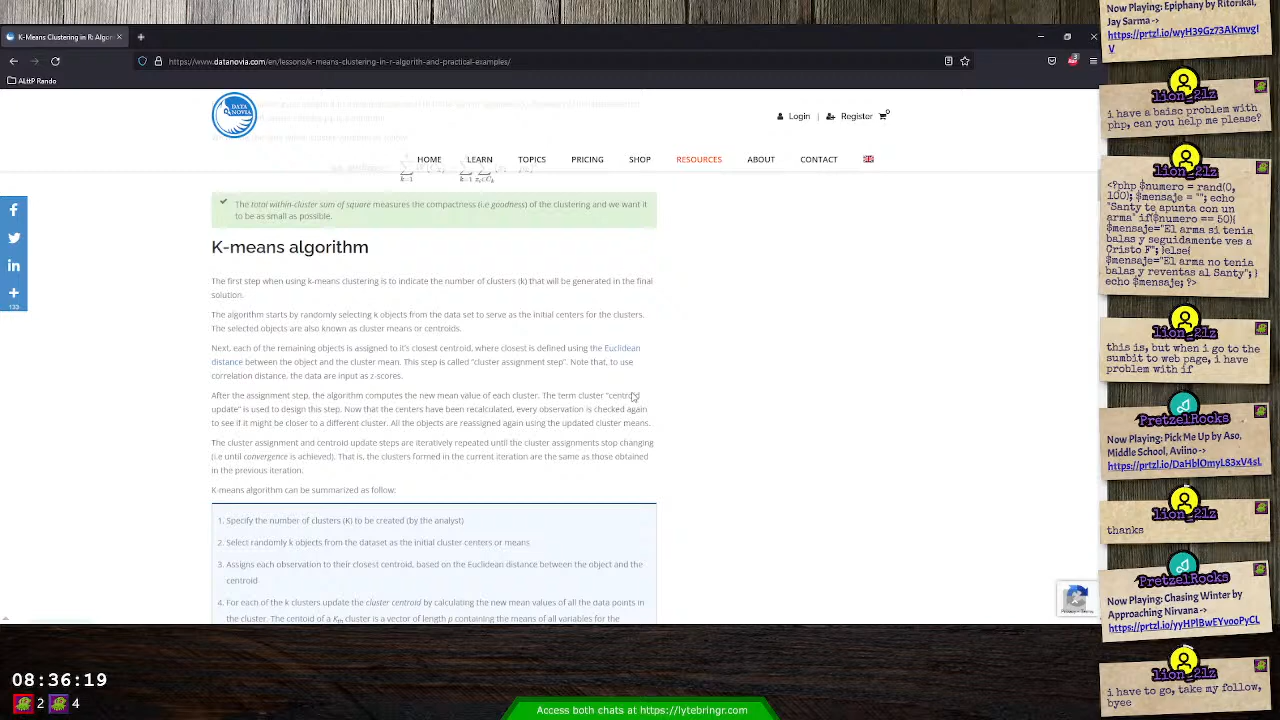 K-Means Clustering in R: Algor
https://www.datanovia.com/en/lessons/k-means-clustering-in-r-algorith-and-practical-examples/
ALttP Rando
DATA
NOVIA
Login | Register 0
HOME LEARN TOPICS PRICING SHOP RESOURCES ABOUT CONTACT
The total within-cluster sum of square measures the compactness (i.e goodness) of the clustering and we want it
to be as small as possible.
K-means algorithm
The first step when using k-means clustering is to indicate the number of clusters (k) that will be generated in the final
solution.
The algorithm starts by randomly selecting k objects from the data set to serve as the initial centers for the clusters.
The selected objects are also known as cluster means or centroids.
Next, each of the remaining objects is assigned to it's closest centroid, where closest is defined using the Euclidean
distance between the object and the cluster mean. This step is called "cluster assignment step". Note that, to use
correlation distance, the data are input as z-scores.
After the assignment step, the algorithm computes the new mean value of each cluster. The term cluster "centroid
update" is used to design this step. Now that the centers have been recalculated, every observation is checked again
to see if it might be closer to a different cluster. All the objects are reassigned again using the updated cluster means.
The cluster assignment and centroid update steps are iteratively repeated until the cluster assignments stop changing
(i.e until convergence is achieved). That is, the clusters formed in the current iteration are the same as those obtained
in the previous iteration.
K-means algorithm can be summarized as follow:
1. Specify the number of clusters (K) to be created (by the analyst)
2. Select randomly k objects from the dataset as the initial cluster centers or means
3. Assigns each observation to their closest centroid, based on the Euclidean distance between the object and the
centroid
4. For each of the k clusters update the cluster centroid by calculating the new mean values of all the data points in
the cluster. The centoid of a Kth cluster is a vector of length p containing the means of all variables for the
133
08:36:19
2 4
Access both chats at https://lytebringr.com
Now Playing: Epiphany by Ritorikal,
Jay Sarma ->
https://prtzl.io/wyH39Gz73AKmvgl
V
lion_21z
i have a baisc problem with
php, can you help me please?
lion_21z
<?php $numero = rand(0,
100); $mensaje = ""; echo
"Santy te apunta con un
arma" if($numero == 50){
$mensaje="El arma si tenia
balas y seguidamente ves a
Cristo F"; }else{
$mensaje="El arma no tenia
balas y reventas al Santy"; }
echo $mensaje; ?>
lion_21z
this is, but when i go to the
sumbit to web page, i have
problem with if
PretzelRocks
Now Playing: Pick Me Up by Aso,
Middle School, Aviino ->
https://prtzl.io/DaHblOmyL83xV4sL
lion_21z
thanks
PretzelRocks
Now Playing: Chasing Winter by
Approaching Nirvana ->
https://prtzl.io/yyHPlBwEYvooPyCL
lion_21z
i have to go, take my follow,
byee